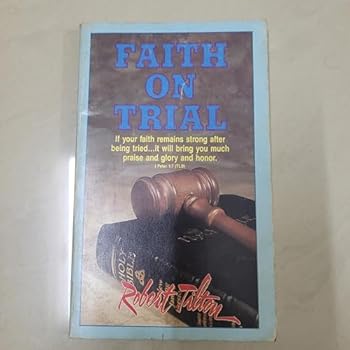 FAITH
ON
TRIAL
If your faith remains strong after
being tried...it will bring you much
praise and glory and honor.
I Peter 1:7 (TLB)
HOLY
BIBLE
Robert Tilton